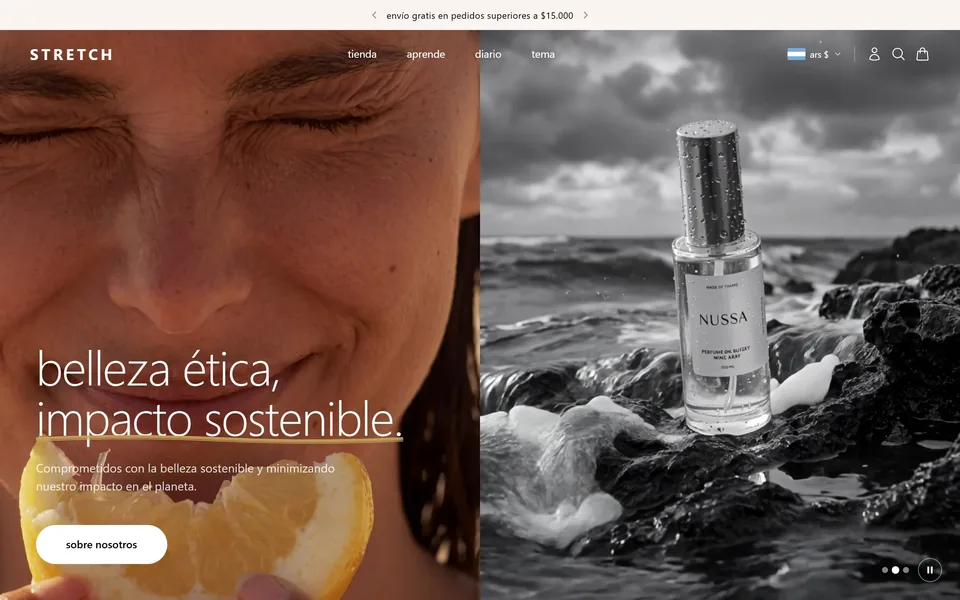 envío gratis en pedidos superiores a $15.000
STRETCH
tienda
aprende
diario
tema
ars $
belleza ética,
impacto sostenible.
Comprometidos con la belleza sostenible y minimizando
nuestro impacto en el planeta.
sobre nosotros
NUSSA